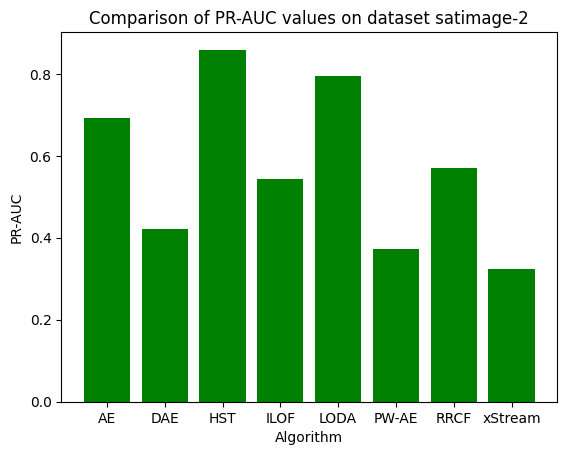 Comparison of PR-AUC values on dataset satimage-2
PR-AUC
0.8
0.6
0.4
0.2
0.0
AE DAE HST ILOF LODA PW-AE RRCF xStream
Algorithm